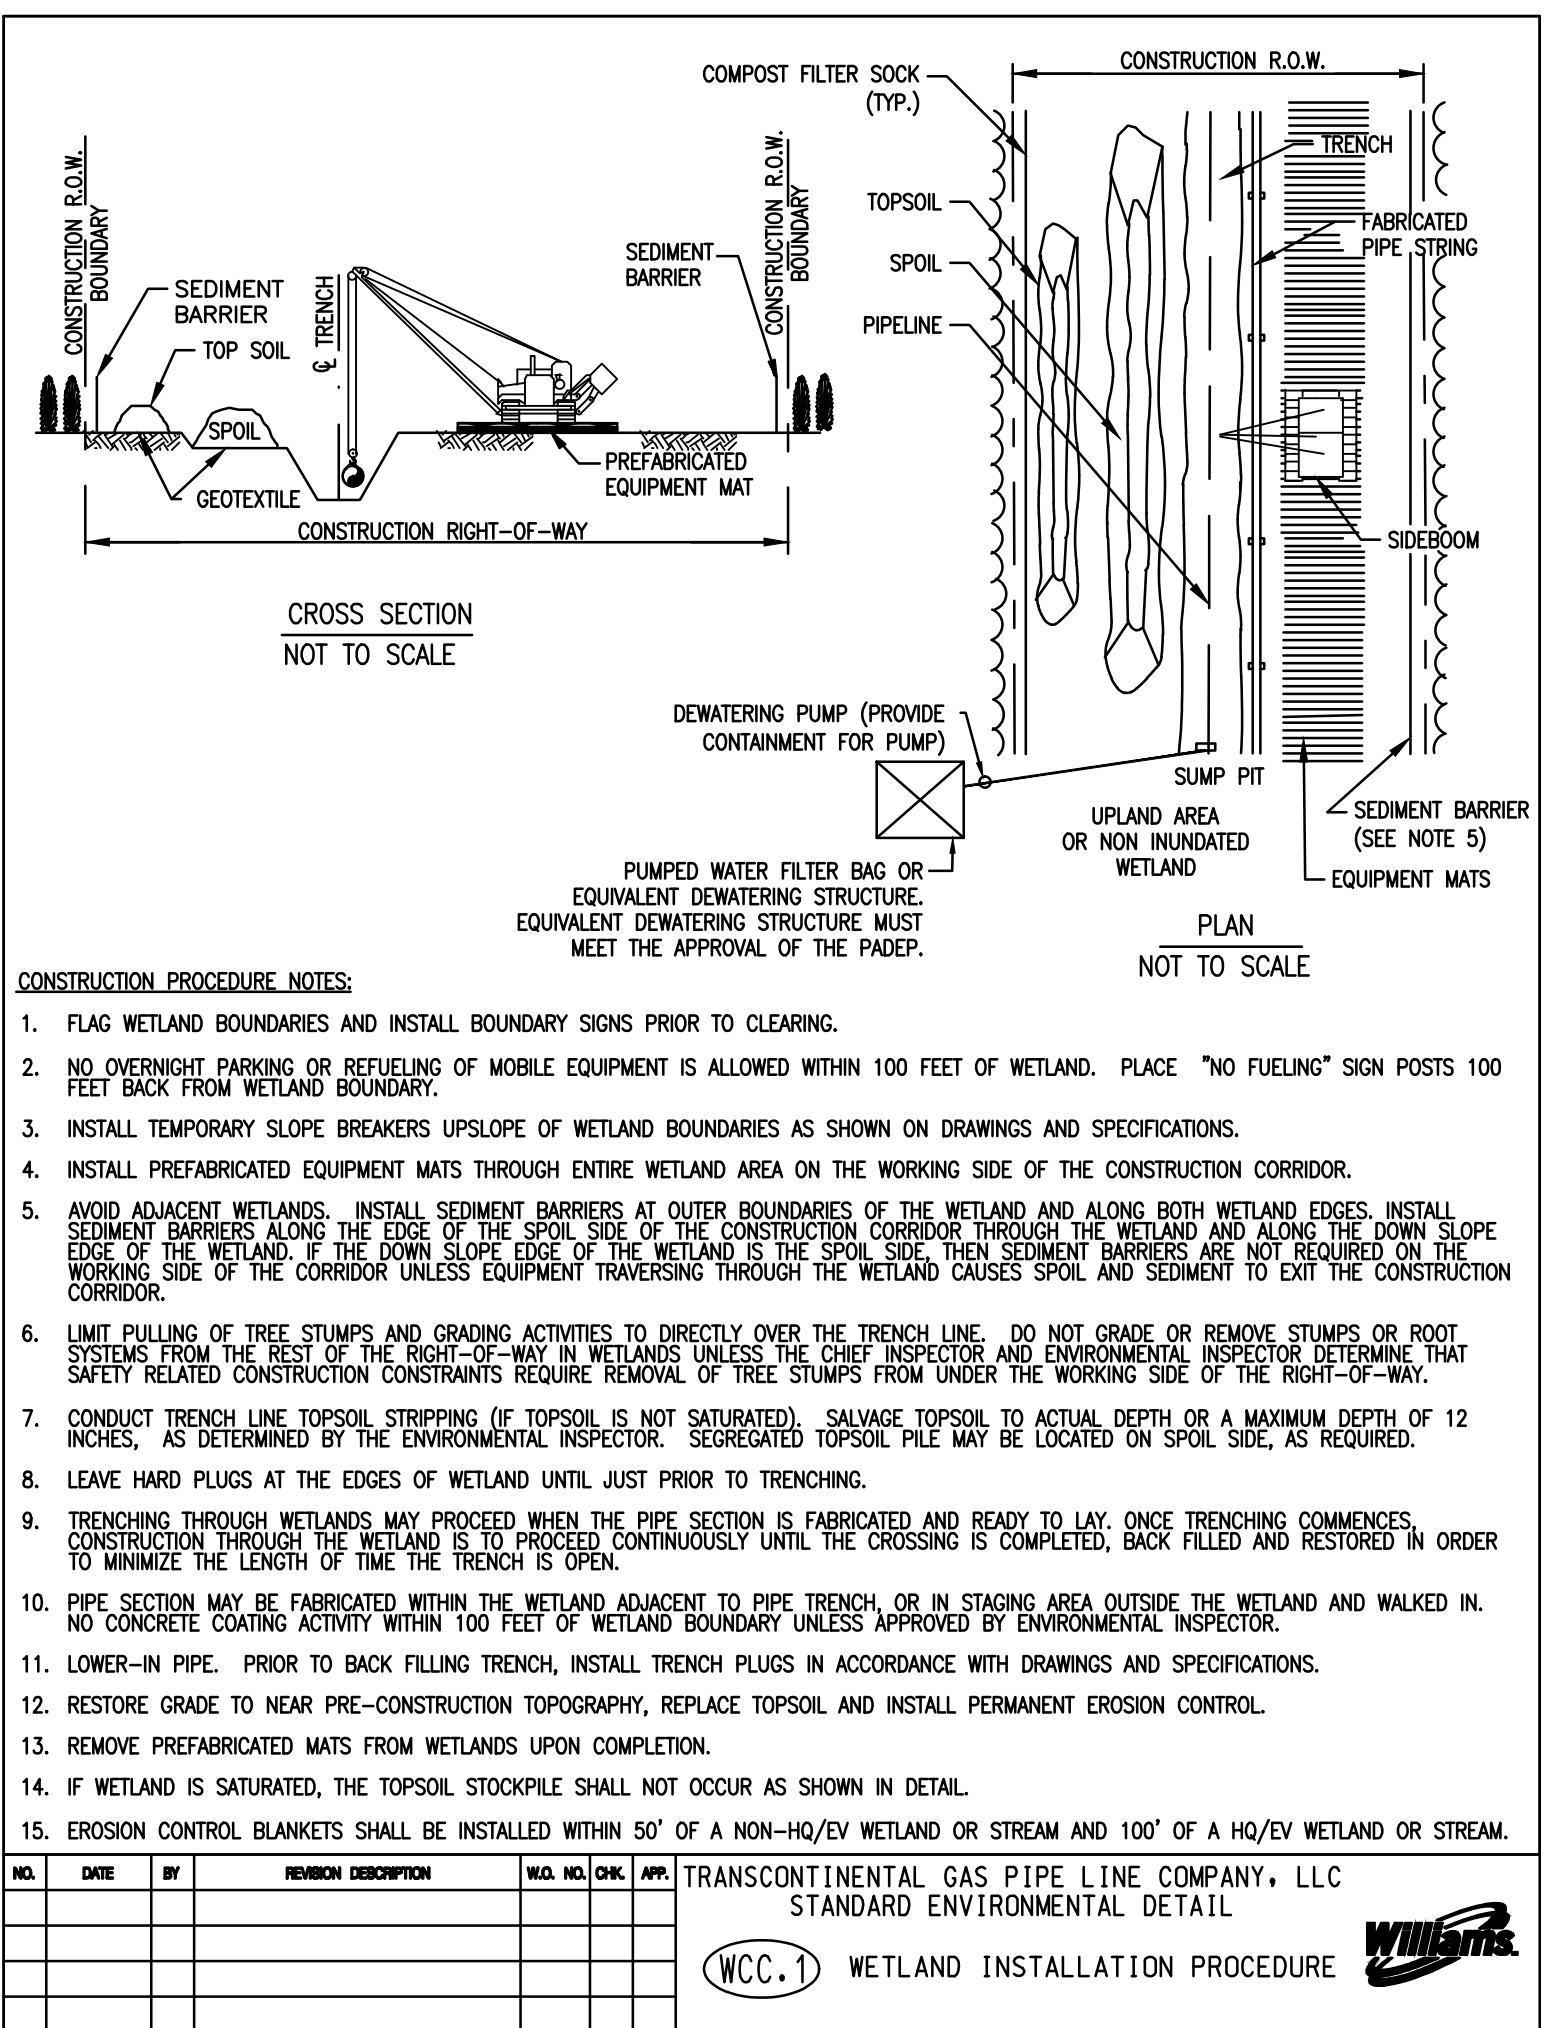 CONSTRUCTION R.O.W.
BOUNDARY
SEDIMENT
BARRIER
TOP SOIL
SPOIL
GEOTEXTILE
℄ TRENCH
SEDIMENT
BARRIER
CONSTRUCTION R.O.W.
BOUNDARY
PREFABRICATED
EQUIPMENT MAT
CONSTRUCTION RIGHT-OF-WAY
CROSS SECTION
NOT TO SCALE
CONSTRUCTION R.O.W.
COMPOST FILTER SOCK
(TYP.)
TRENCH
TOPSOIL
FABRICATED
PIPE STRING
SPOIL
PIPELINE
SIDEBOOM
DEWATERING PUMP (PROVIDE
CONTAINMENT FOR PUMP)
SUMP PIT
UPLAND AREA
OR NON INUNDATED
WETLAND
SEDIMENT BARRIER
(SEE NOTE 5)
EQUIPMENT MATS
PUMPED WATER FILTER BAG OR
EQUIVALENT DEWATERING STRUCTURE.
EQUIVALENT DEWATERING STRUCTURE MUST
MEET THE APPROVAL OF THE PADEP.
PLAN
NOT TO SCALE
CONSTRUCTION PROCEDURE NOTES:
1. FLAG WETLAND BOUNDARIES AND INSTALL BOUNDARY SIGNS PRIOR TO CLEARING.
2. NO OVERNIGHT PARKING OR REFUELING OF MOBILE EQUIPMENT IS ALLOWED WITHIN 100 FEET OF WETLAND. PLACE "NO FUELING" SIGN POSTS 100
FEET BACK FROM WETLAND BOUNDARY.
3. INSTALL TEMPORARY SLOPE BREAKERS UPSLOPE OF WETLAND BOUNDARIES AS SHOWN ON DRAWINGS AND SPECIFICATIONS.
4. INSTALL PREFABRICATED EQUIPMENT MATS THROUGH ENTIRE WETLAND AREA ON THE WORKING SIDE OF THE CONSTRUCTION CORRIDOR.
5. AVOID ADJACENT WETLANDS. INSTALL SEDIMENT BARRIERS AT OUTER BOUNDARIES OF THE WETLAND AND ALONG BOTH WETLAND EDGES. INSTALL
SEDIMENT BARRIERS ALONG THE EDGE OF THE SPOIL SIDE OF THE CONSTRUCTION CORRIDOR THROUGH THE WETLAND AND ALONG THE DOWN SLOPE
EDGE OF THE WETLAND. IF THE DOWN SLOPE EDGE OF THE WETLAND IS THE SPOIL SIDE, THEN SEDIMENT BARRIERS ARE NOT REQUIRED ON THE
WORKING SIDE OF THE CORRIDOR UNLESS EQUIPMENT TRAVERSING THROUGH THE WETLAND CAUSES SPOIL AND SEDIMENT TO EXIT THE CONSTRUCTION
CORRIDOR.
6. LIMIT PULLING OF TREE STUMPS AND GRADING ACTIVITIES TO DIRECTLY OVER THE TRENCH LINE. DO NOT GRADE OR REMOVE STUMPS OR ROOT
SYSTEMS FROM THE REST OF THE RIGHT-OF-WAY IN WETLANDS UNLESS THE CHIEF INSPECTOR AND ENVIRONMENTAL INSPECTOR DETERMINE THAT
SAFETY RELATED CONSTRUCTION CONSTRAINTS REQUIRE REMOVAL OF TREE STUMPS FROM UNDER THE WORKING SIDE OF THE RIGHT-OF-WAY.
7. CONDUCT TRENCH LINE TOPSOIL STRIPPING (IF TOPSOIL IS NOT SATURATED). SALVAGE TOPSOIL TO ACTUAL DEPTH OR A MAXIMUM DEPTH OF 12
INCHES, AS DETERMINED BY THE ENVIRONMENTAL INSPECTOR. SEGREGATED TOPSOIL PILE MAY BE LOCATED ON SPOIL SIDE, AS REQUIRED.
8. LEAVE HARD PLUGS AT THE EDGES OF WETLAND UNTIL JUST PRIOR TO TRENCHING.
9. TRENCHING THROUGH WETLANDS MAY PROCEED WHEN THE PIPE SECTION IS FABRICATED AND READY TO LAY. ONCE TRENCHING COMMENCES,
CONSTRUCTION THROUGH THE WETLAND IS TO PROCEED CONTINUOUSLY UNTIL THE CROSSING IS COMPLETED, BACK FILLED AND RESTORED IN ORDER
TO MINIMIZE THE LENGTH OF TIME THE TRENCH IS OPEN.
10. PIPE SECTION MAY BE FABRICATED WITHIN THE WETLAND ADJACENT TO PIPE TRENCH, OR IN STAGING AREA OUTSIDE THE WETLAND AND WALKED IN.
NO CONCRETE COATING ACTIVITY WITHIN 100 FEET OF WETLAND BOUNDARY UNLESS APPROVED BY ENVIRONMENTAL INSPECTOR.
11. LOWER-IN PIPE. PRIOR TO BACK FILLING TRENCH, INSTALL TRENCH PLUGS IN ACCORDANCE WITH DRAWINGS AND SPECIFICATIONS.
12. RESTORE GRADE TO NEAR PRE-CONSTRUCTION TOPOGRAPHY, REPLACE TOPSOIL AND INSTALL PERMANENT EROSION CONTROL.
13. REMOVE PREFABRICATED MATS FROM WETLANDS UPON COMPLETION.
14. IF WETLAND IS SATURATED, THE TOPSOIL STOCKPILE SHALL NOT OCCUR AS SHOWN IN DETAIL.
15. EROSION CONTROL BLANKETS SHALL BE INSTALLED WITHIN 50' OF A NON-HQ/EV WETLAND OR STREAM AND 100' OF A HQ/EV WETLAND OR STREAM.
NO. DATE BY REVISION DESCRIPTION W.O. NO. CHK. APP.
TRANSCONTINENTAL GAS PIPE LINE COMPANY, LLC
STANDARD ENVIRONMENTAL DETAIL
WCC.1 WETLAND INSTALLATION PROCEDURE
Williams.